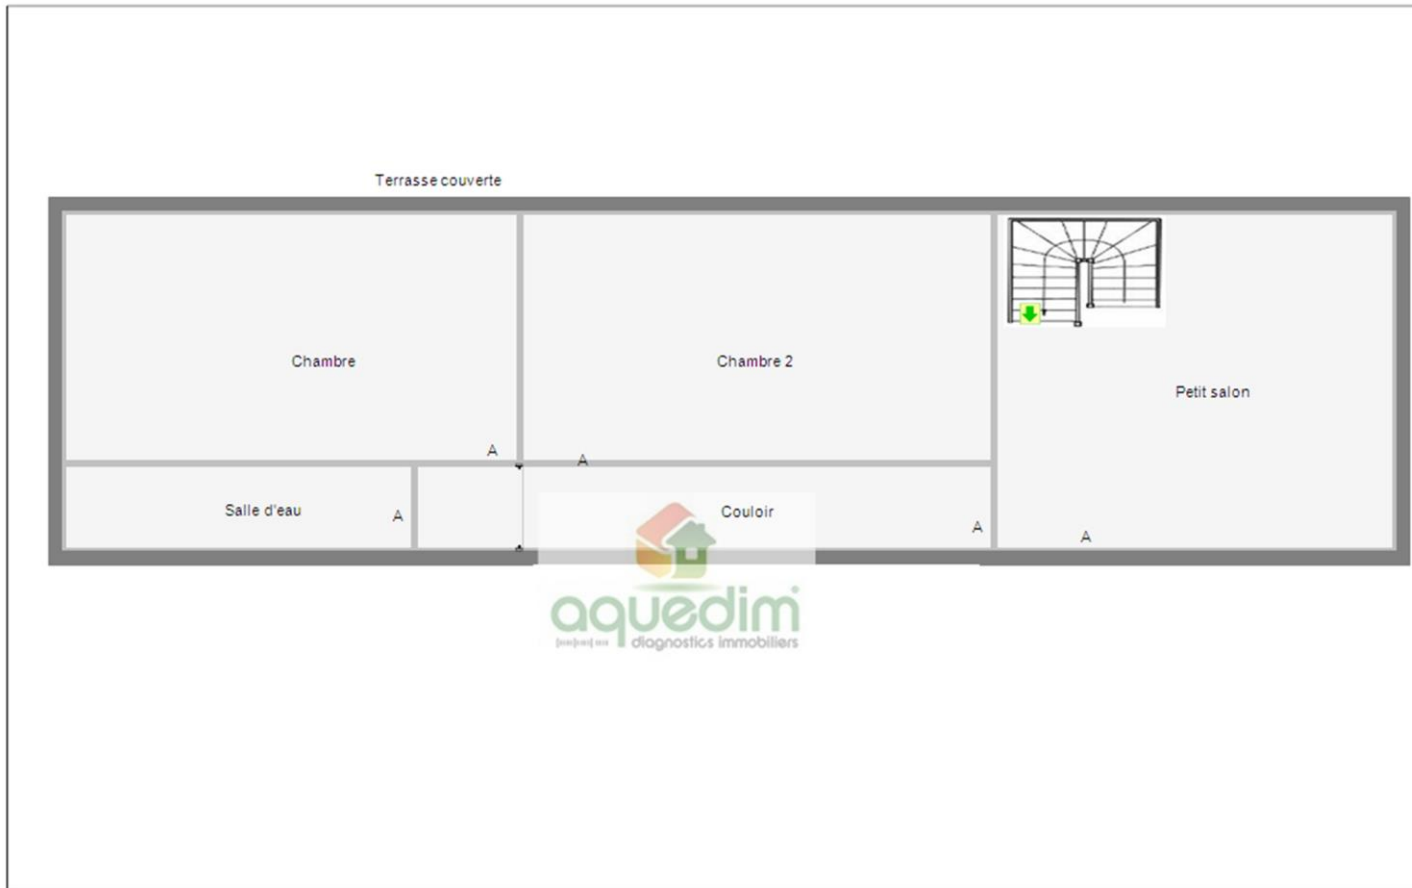 Terrasse couverte
Chambre
Chambre 2
Petit salon
A
A
Salle d'eau
A
Couloir
A
A
aquedim
diagnostics immobiliers